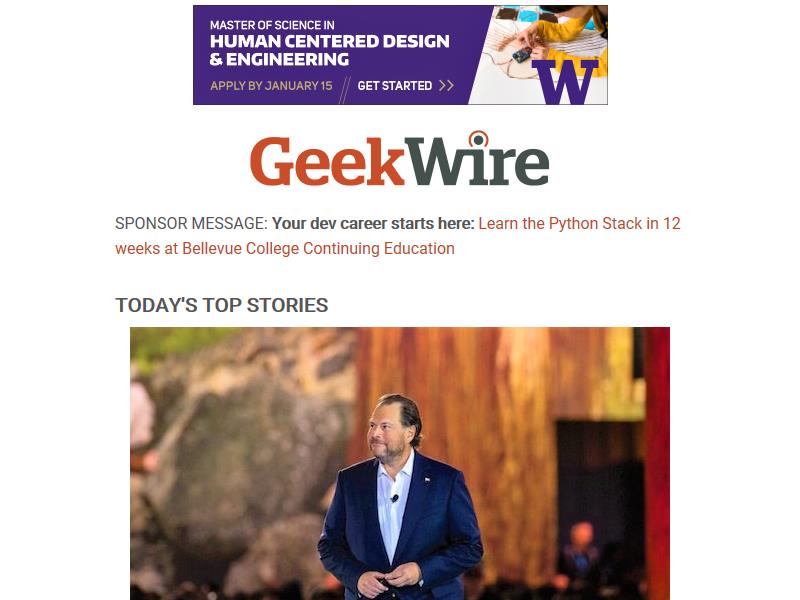 MASTER OF SCIENCE IN
HUMAN CENTERED DESIGN
& ENGINEERING
APPLY BY JANUARY 15 // GET STARTED >>
W
GeekWire
SPONSOR MESSAGE: Your dev career starts here: Learn the Python Stack in 12
weeks at Bellevue College Continuing Education
TODAY'S TOP STORIES